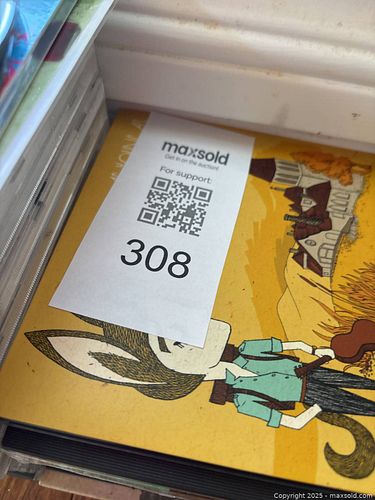 maxsold
Get in on the auction!
For support:
308
Copyright © 2025 - maxsold.com